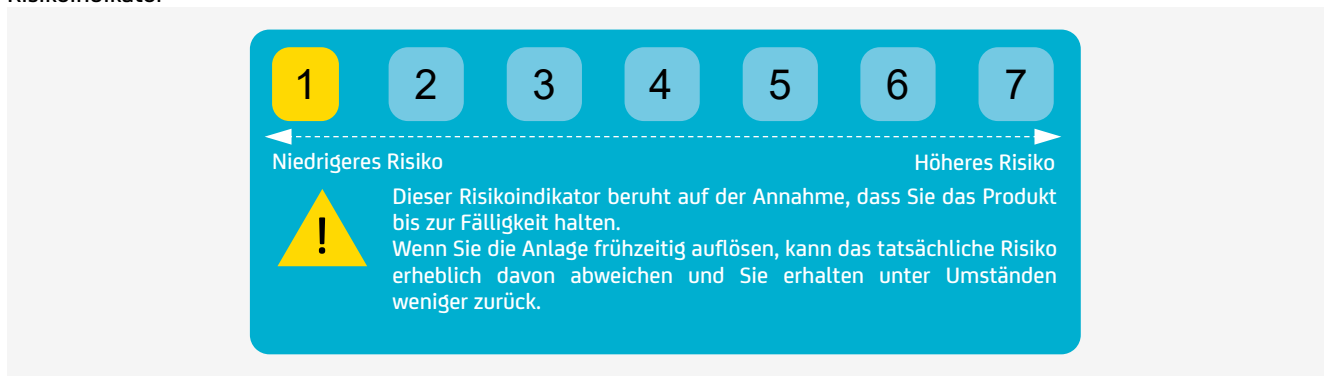 Risikoindikator
1 2 3 4 5 6 7
Niedrigeres Risiko Höheres Risiko
! Dieser Risikoindikator beruht auf der Annahme, dass Sie das Produkt
bis zur Fälligkeit halten.
Wenn Sie die Anlage frühzeitig auflösen, kann das tatsächliche Risiko
erheblich davon abweichen und Sie erhalten unter Umständen
weniger zurück.